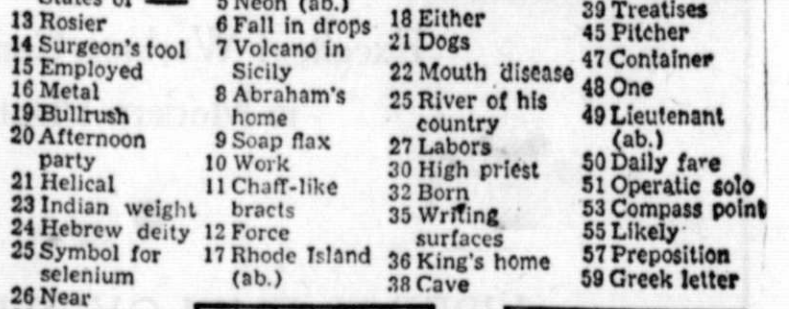 States of
13 Rosier
14 Surgeon's tool
15 Employed
16 Metal
19 Bullrush
20 Afternoon
party
21 Helical
23 Indian weight
24 Hebrew deity
25 Symbol for
selenium
26 Near
5 Neon (ab.)
6 Fall in drops
7 Volcano in
Sicily
8 Abraham's
home
9 Soap flax
10 Work
11 Chaff-like
bracts
12 Force
17 Rhode Island
(ab.)
18 Either
21 Dogs
22 Mouth disease
25 River of his
country
27 Labors
30 High priest
32 Born
35 Writing
surfaces
36 King's home
38 Cave
39 Treatises
45 Pitcher
47 Container
48 One
49 Lieutenant
(ab.)
50 Daily fare
51 Operatic solo
53 Compass point
55 Likely
57 Preposition
59 Greek letter